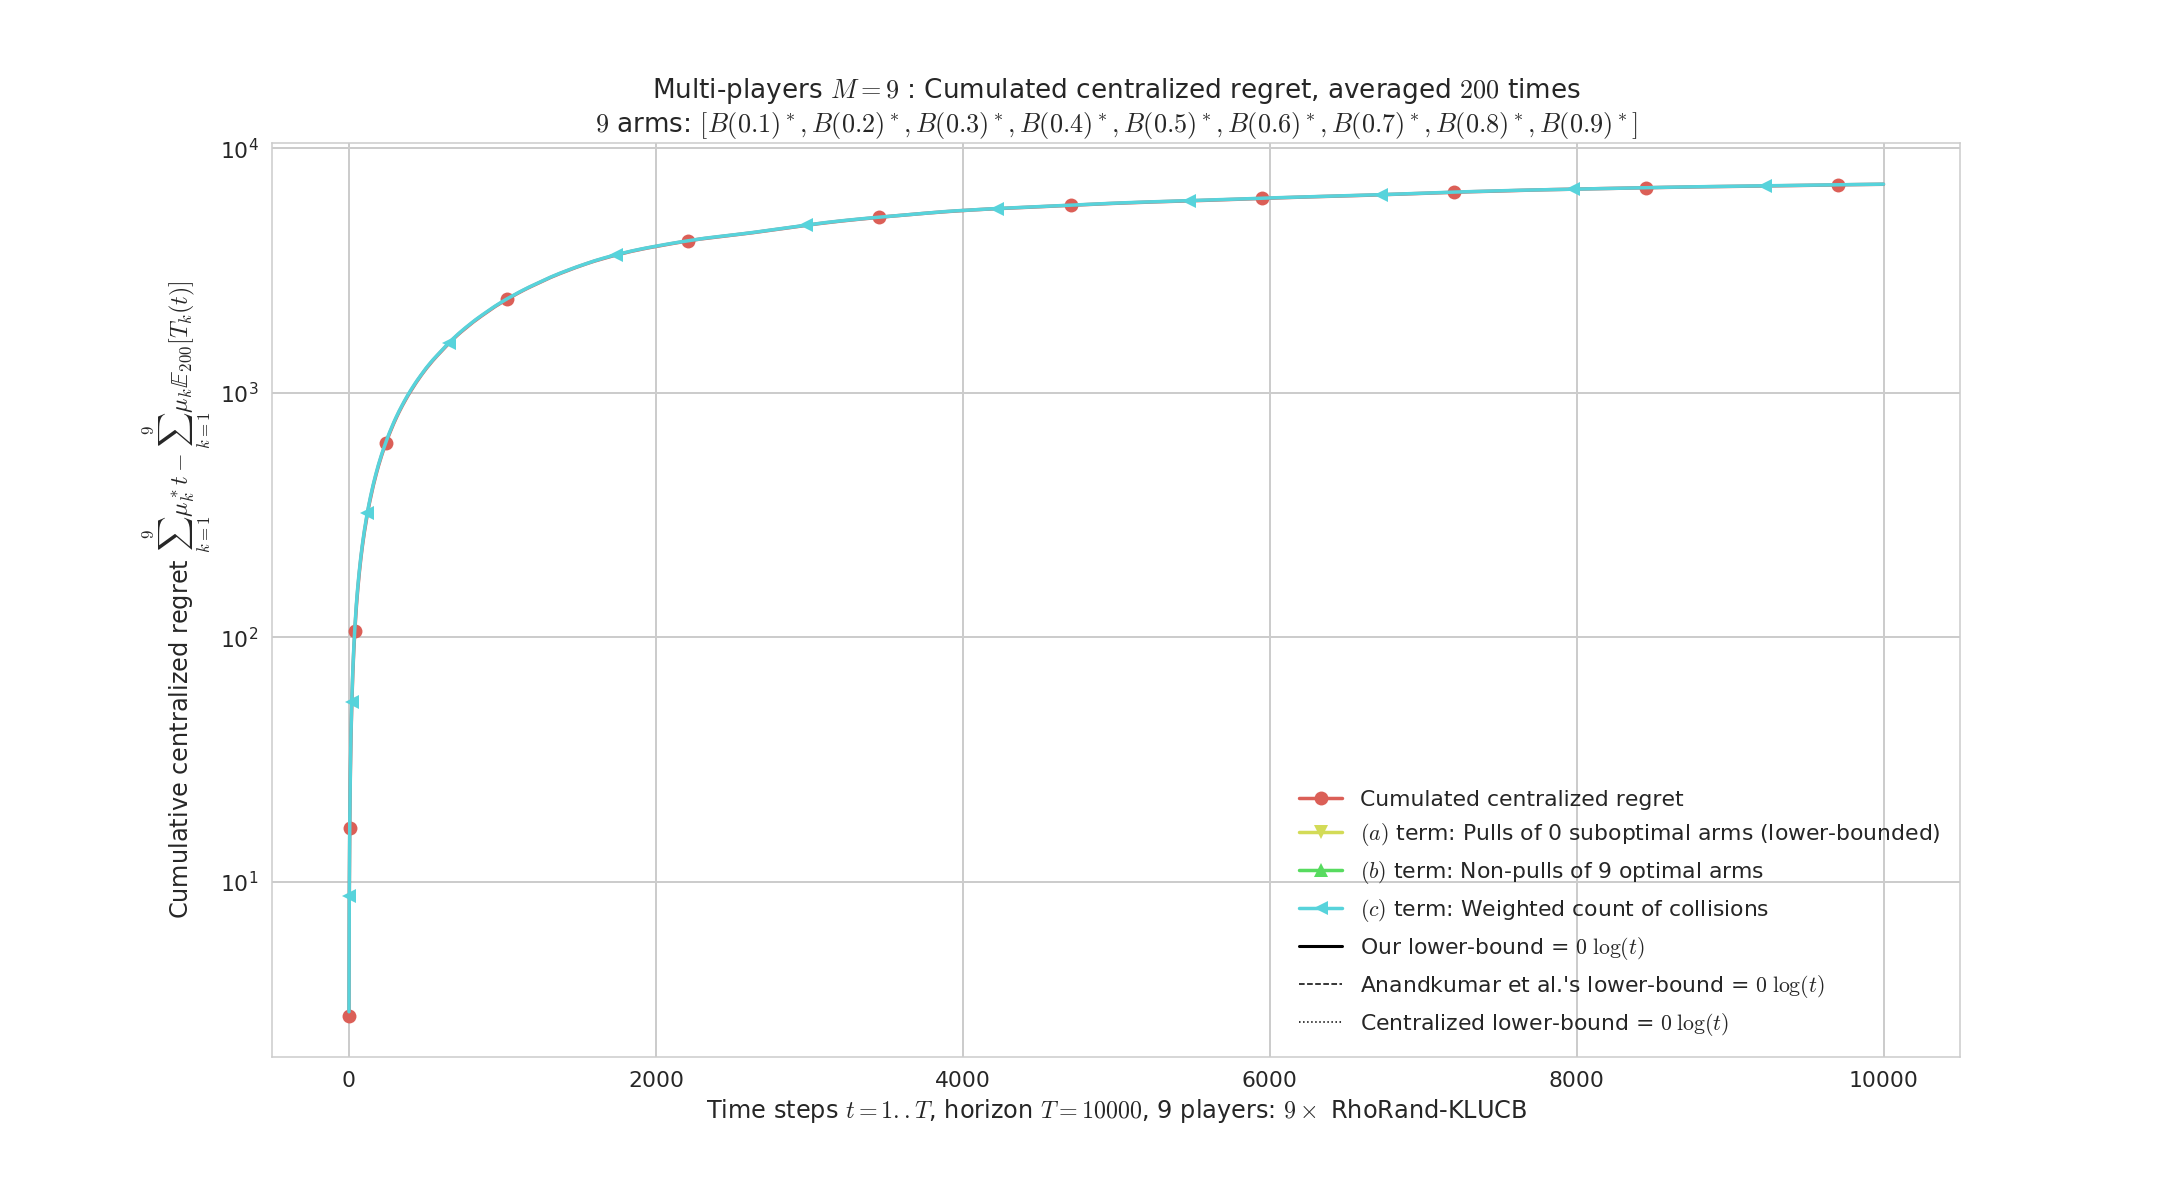 Multi-players M = 9 : Cumulated centralized regret, averaged 200 times
9 arms: [B(0.1)*, B(0.2)*, B(0.3)*, B(0.4)*, B(0.5)*, B(0.6)*, B(0.7)*, B(0.8)*, B(0.9)*]
Cumulative centralized regret \sum_{k=1}^{9} \mu_k^* t - \sum_{k=1}^{9} \mu_k \mathbb{E}_{200}[T_k(t)]
10^4
10^3
10^2
10^1
Cumulated centralized regret
(a) term: Pulls of 0 suboptimal arms (lower-bounded)
(b) term: Non-pulls of 9 optimal arms
(c) term: Weighted count of collisions
Our lower-bound = 0 log(t)
Anandkumar et al.'s lower-bound = 0 log(t)
Centralized lower-bound = 0 log(t)
0 2000 4000 6000 8000 10000
Time steps t = 1..T, horizon T = 10000, 9 players: 9× RhoRand-KLUCB